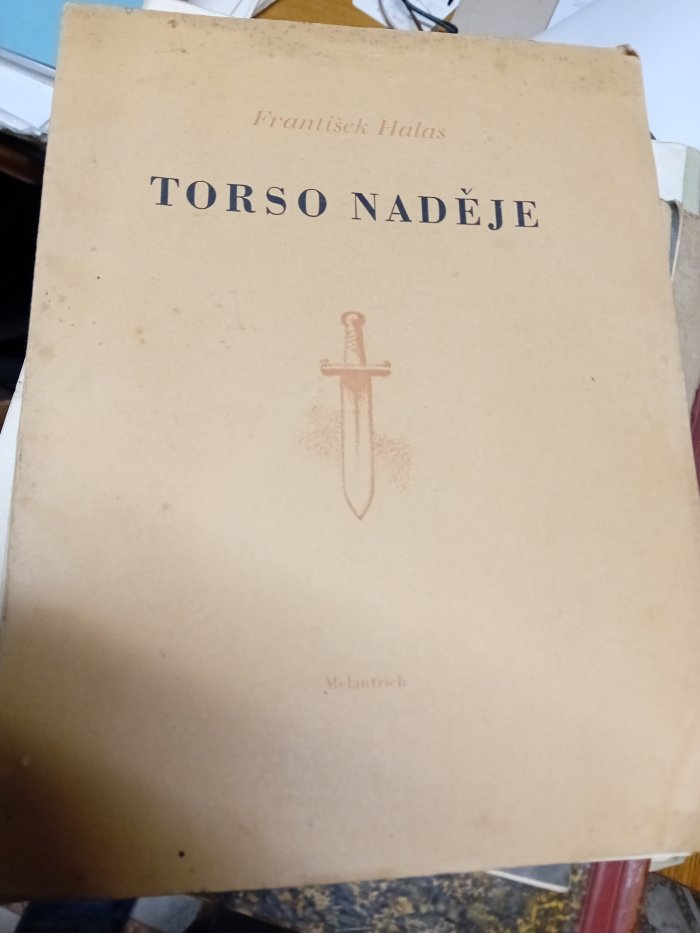 František Halas
TORSO NADĚJE
Melantrich